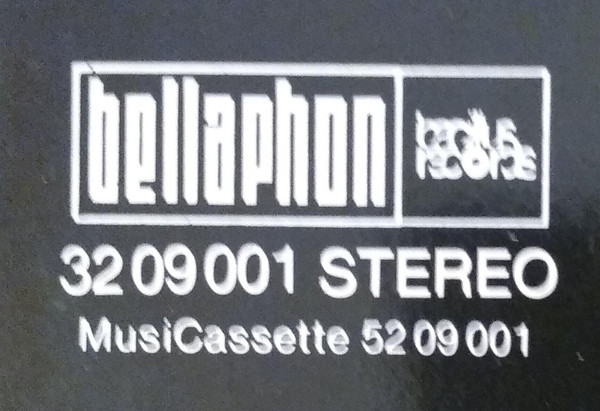 bellaphon
bacillus
records
32 09 001 STEREO
MusiCassette 52 09 001